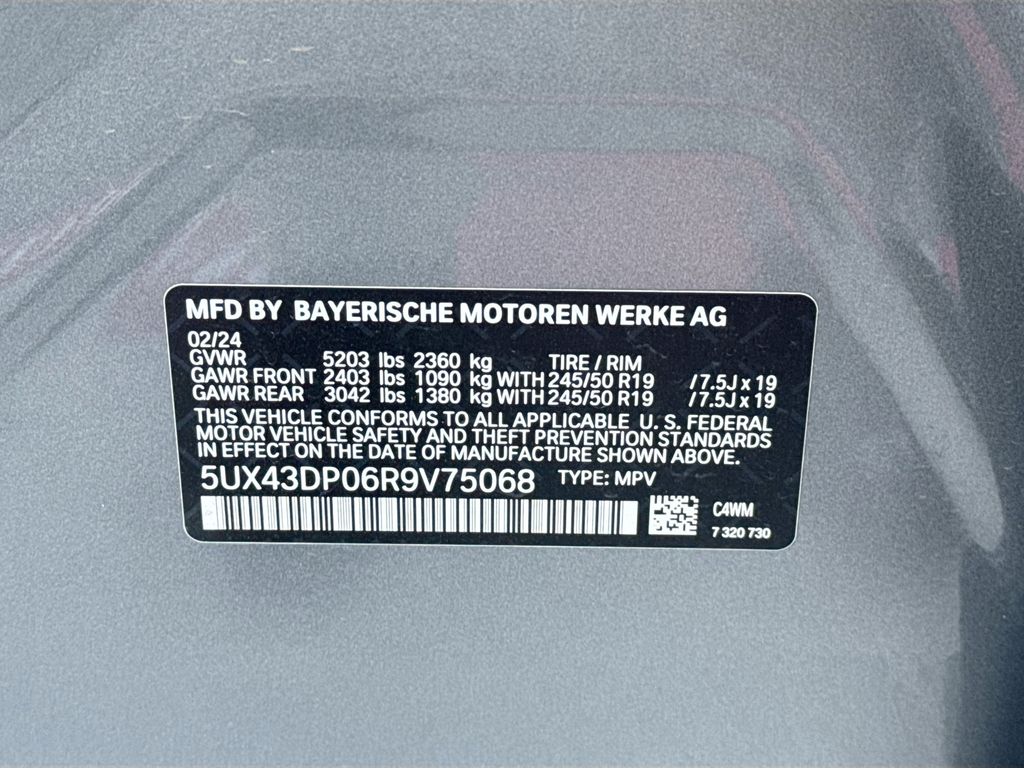 MFD BY BAYERISCHE MOTOREN WERKE AG
02/24
GVWR 5203 lbs 2360 kg TIRE / RIM
GAWR FRONT 2403 lbs 1090 kg WITH 245/50 R19 / 7.5J x 19
GAWR REAR 3042 lbs 1380 kg WITH 245/50 R19 / 7.5J x 19
THIS VEHICLE CONFORMS TO ALL APPLICABLE U. S. FEDERAL
MOTOR VEHICLE SAFETY AND THEFT PREVENTION STANDARDS
IN EFFECT ON THE DATE OF MANUFACTURE SHOWN ABOVE.
5UX43DP06R9V75068 TYPE: MPV
C4WM
7 320 730